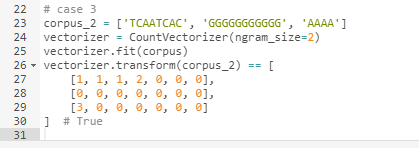 22 # case 3
23 corpus_2 = ['TCAATCAC', 'GGGGGGGGGGG', 'AAAA']
24 vectorizer = CountVectorizer(ngram_size=2)
25 vectorizer.fit(corpus)
26 vectorizer.transform(corpus_2) == [
27 [1, 1, 1, 2, 0, 0, 0],
28 [0, 0, 0, 0, 0, 0, 0],
29 [3, 0, 0, 0, 0, 0, 0]
30 ] # True
31